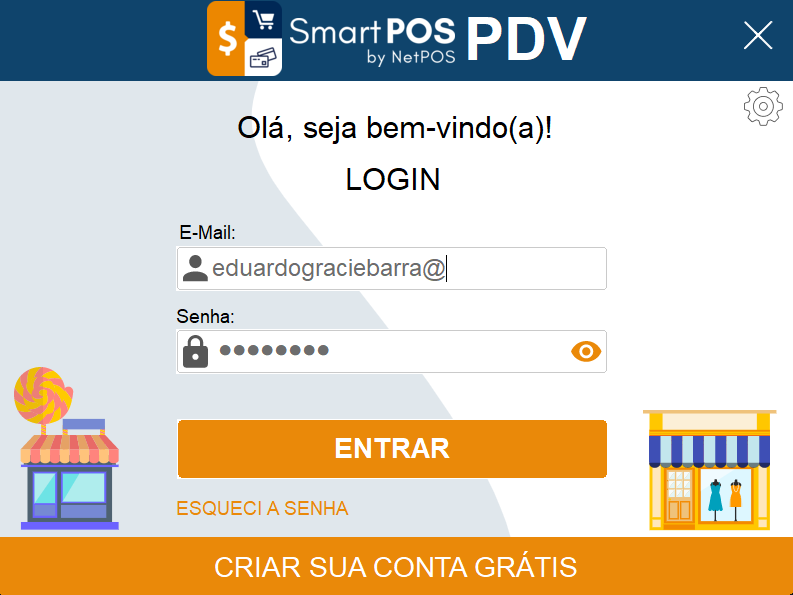 SmartPOS PDV
by NetPOS
Olá, seja bem-vindo(a)!
LOGIN
E-Mail:
eduardograciebarra@
Senha:
●●●●●●●●
ENTRAR
ESQUECI A SENHA
CRIAR SUA CONTA GRÁTIS